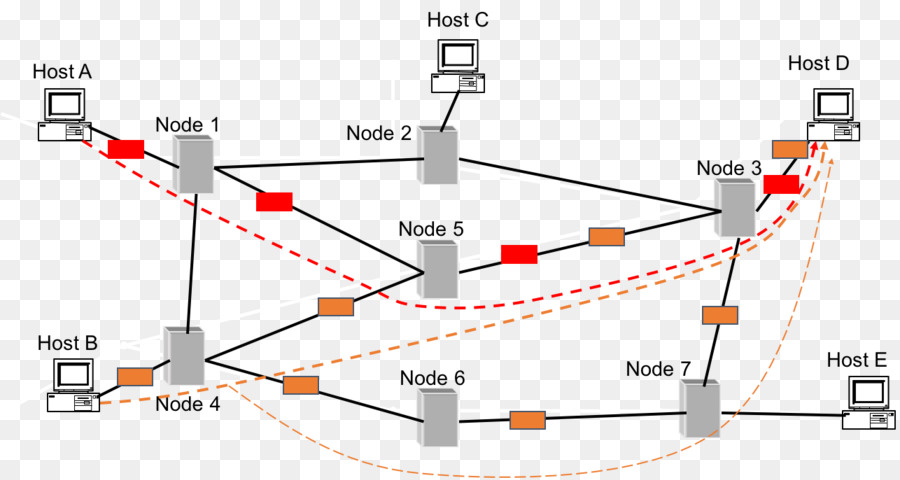 Host C
Host A
Host D
Node 1
Node 2
Node 3
Node 5
Host B
Node 4
Node 6
Node 7
Host E